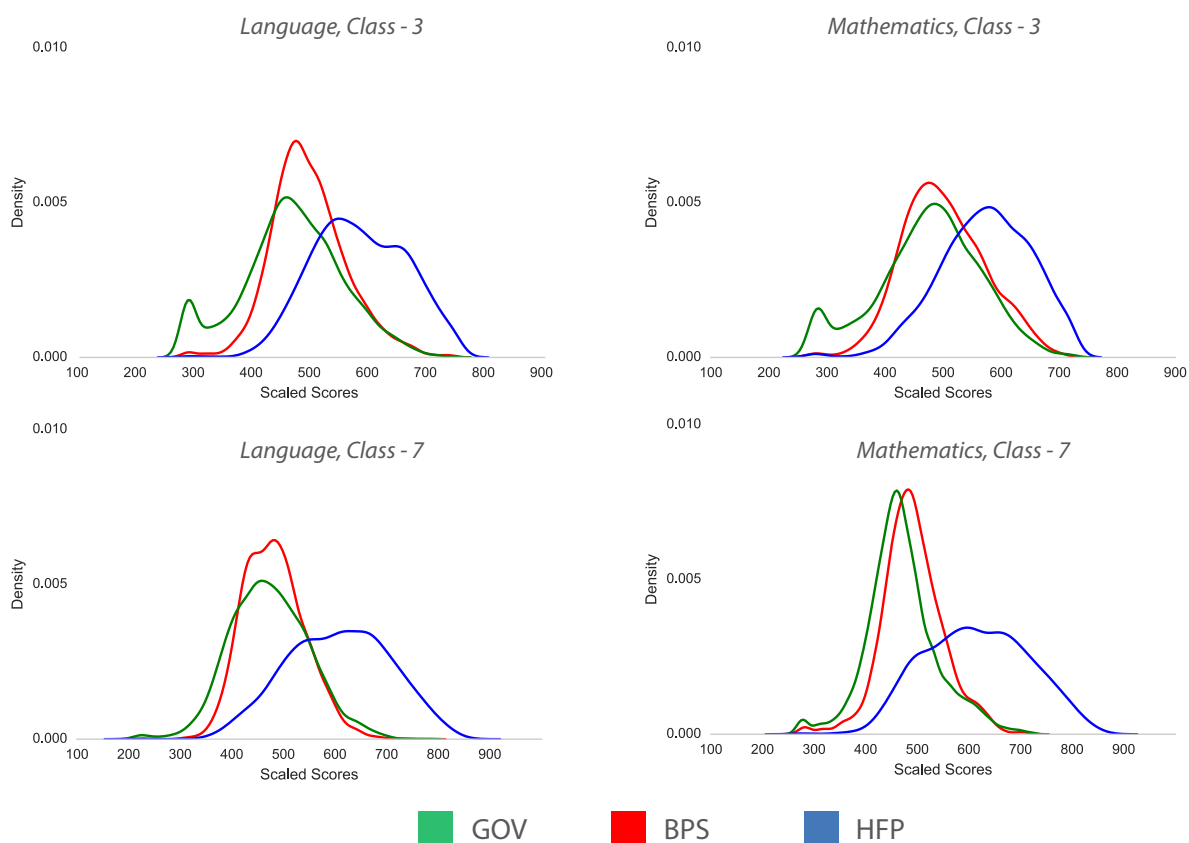 Language, Class - 3
0.010
Density
0.005
0.000
100 200 300 400 500 600 700 800 900
Scaled Scores
Mathematics, Class - 3
0.010
Density
0.005
0.000
100 200 300 400 500 600 700 800 900
Scaled Scores
Language, Class - 7
0.010
Density
0.005
0.000
100 200 300 400 500 600 700 800 900
Scaled Scores
Mathematics, Class - 7
0.010
Density
0.005
0.000
100 200 300 400 500 600 700 800 900
Scaled Scores
GOV BPS HFP